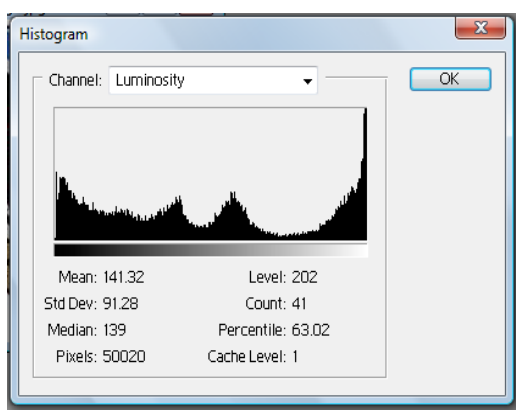 Histogram
Channel: Luminosity
OK
Mean: 141.32 Level: 202
Std Dev: 91.28 Count: 41
Median: 139 Percentile: 63.02
Pixels: 50020 Cache Level: 1